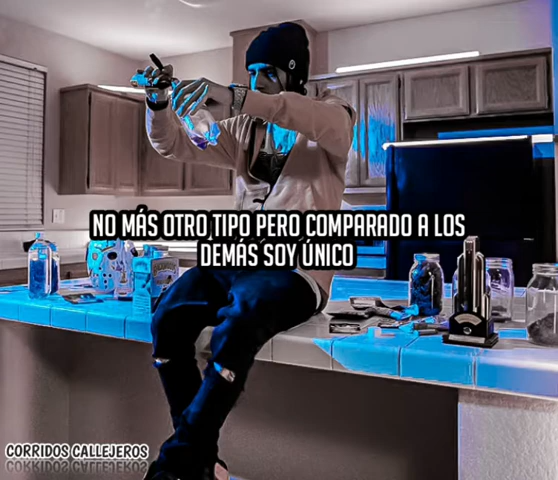 NO MÁS OTRO TIPO PERO COMPARADO A LOS
DEMÁS SOY ÚNICO
CORRIDOS CALLEJEROS